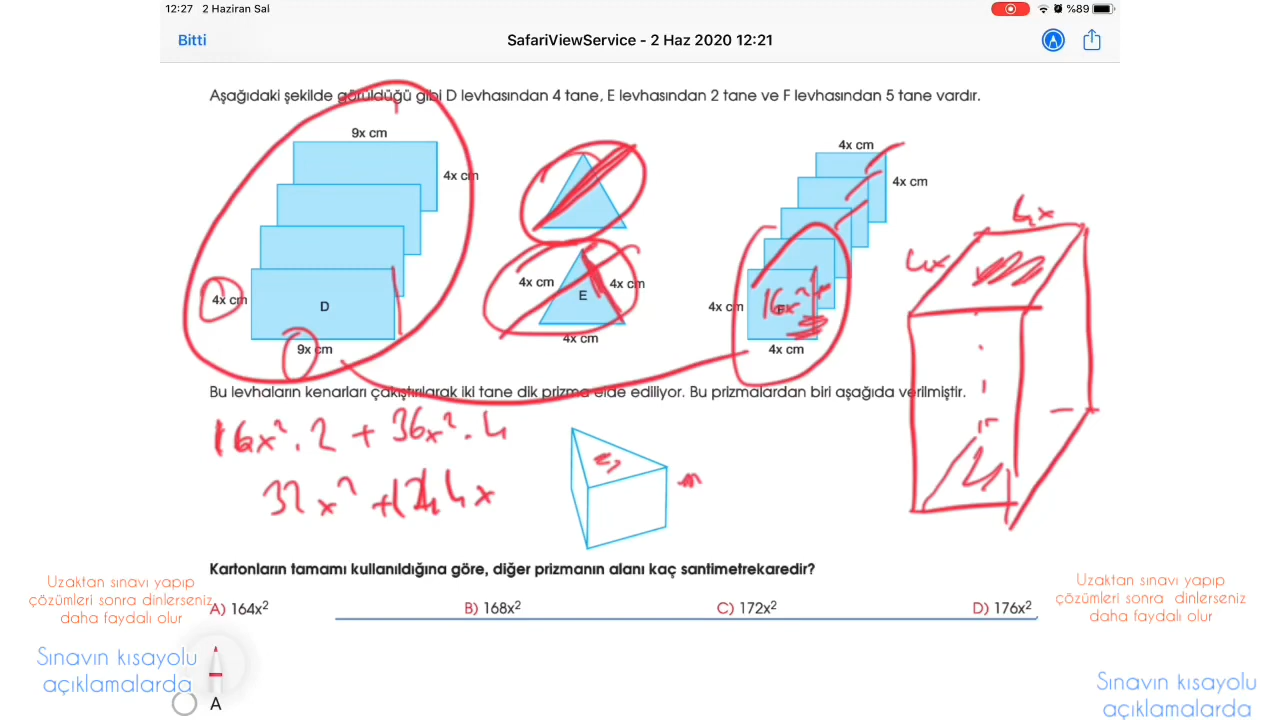 12:27 2 Haziran Sal
%89
Bitti
SafariViewService - 2 Haz 2020 12:21
Aşağıdaki şekilde görüldüğü gibi D levhasından 4 tane, E levhasından 2 tane ve F levhasından 5 tane vardır.
9x cm
4x cm
4x cm
D
9x cm
4x cm
4x cm
E
4x cm
4x cm
4x cm
4x cm
16x²
4x cm
4x
4x
Bu levhaların kenarları çakıştırılarak iki tane dik prizma elde ediliyor. Bu prizmalardan biri aşağıda verilmiştir.
16x².2 + 36x².4
32x² + 144x
Kartonların tamamı kullanıldığına göre, diğer prizmanın alanı kaç santimetrekaredir?
A) 164x²
B) 168x²
C) 172x²
D) 176x²
Uzaktan sınavı yapıp
çözümleri sonra dinlerseniz
daha faydalı olur
Sınavın kısayolu
açıklamalarda
A
Uzaktan sınavı yapıp
çözümleri sonra dinlerseniz
daha faydalı olur
Sınavın kısayolu
açıklamalarda